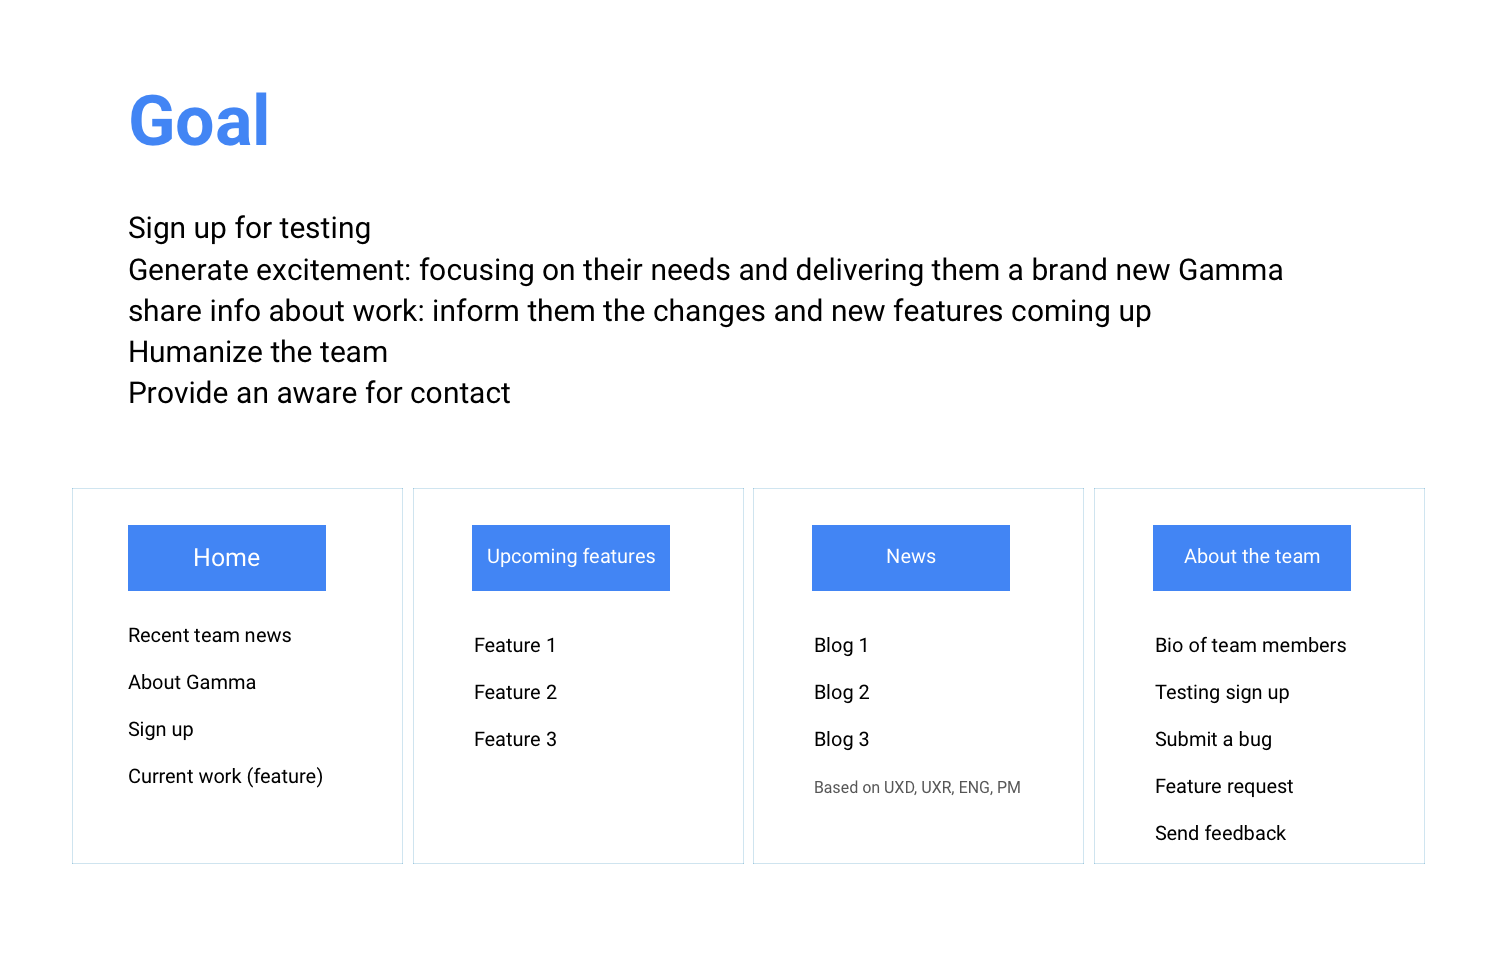 Goal
Sign up for testing
Generate excitement: focusing on their needs and delivering them a brand new Gamma
share info about work: inform them the changes and new features coming up
Humanize the team
Provide an aware for contact
Home
Recent team news
About Gamma
Sign up
Current work (feature)
Upcoming features
Feature 1
Feature 2
Feature 3
News
Blog 1
Blog 2
Blog 3
Based on UXD, UXR, ENG, PM
About the team
Bio of team members
Testing sign up
Submit a bug
Feature request
Send feedback